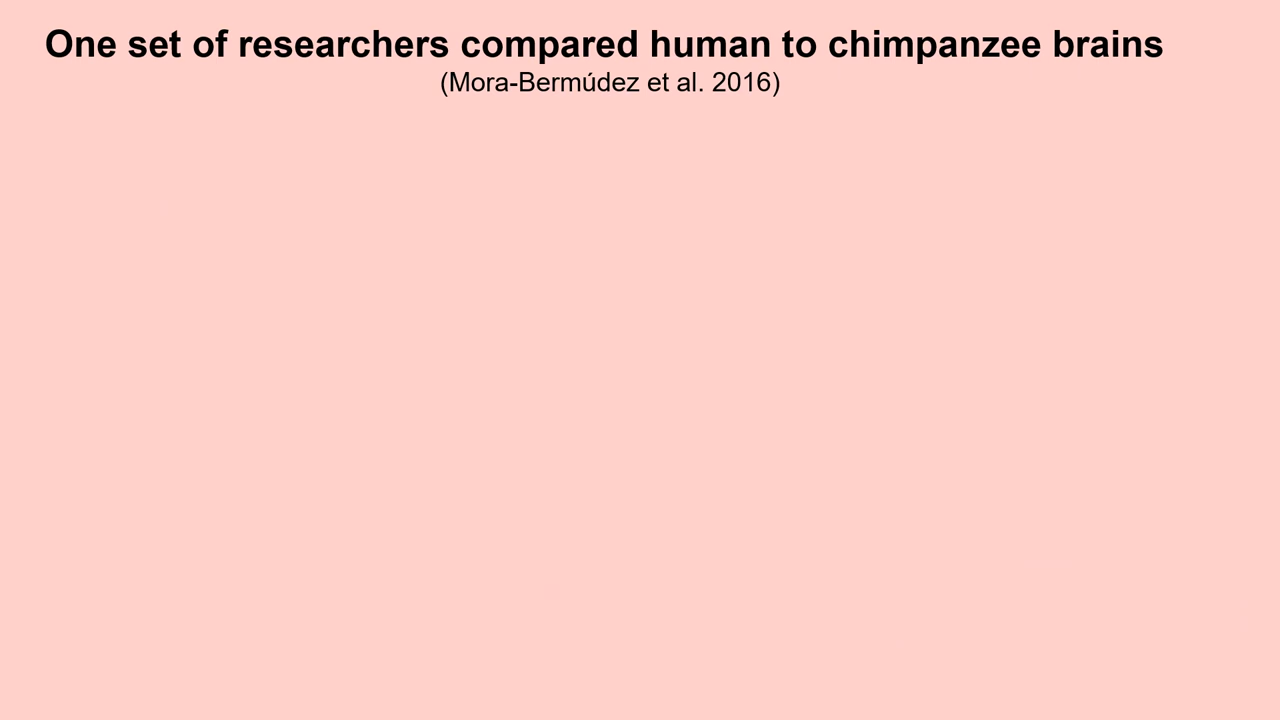 One set of researchers compared human to chimpanzee brains
(Mora-Bermúdez et al. 2016)